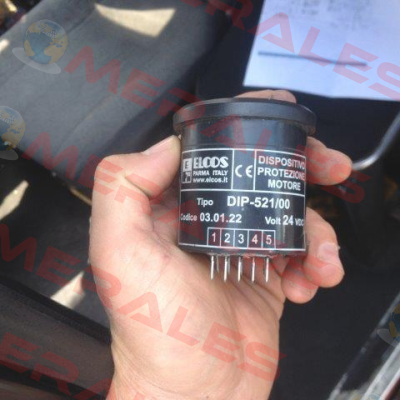 ELCOS
PARMA ITALY
www.elcos.it
CE
DISPOSITIVO
PROTEZIONE
MOTORE
Tipo DIP-521/00
Codice 03.01.22 Volt 24 VDC
1 2 3 4 5
MERALES